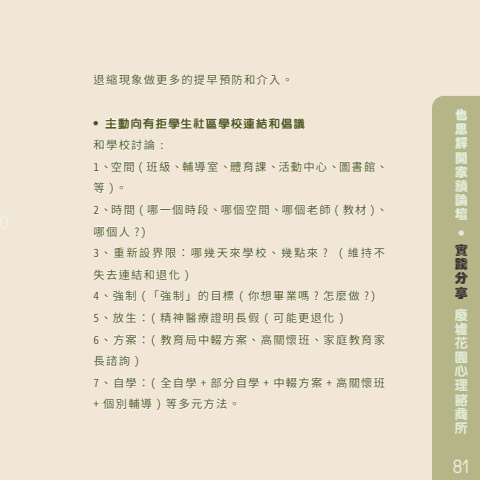 退縮現象做更多的提早預防和介入。
• 主動向有拒學生社區學校連結和倡議
和學校討論：
1、空間 ( 班級、輔導室、體育課、活動中心、圖書館、
等 )。
2、時間 ( 哪一個時段、哪個空間、哪個老師 ( 教材 )、
哪個人 ?)
3、重新設界限：哪幾天來學校、幾點來？（維持不
失去連結和退化 )
4、強制 (「強制」的目標 ( 你想畢業嗎？怎麼做 ?)
5、放生：( 精神醫療證明長假 ( 可能更退化 )
6、方案：( 教育局中輟方案、高關懷班、家庭教育家
長諮詢 )
7、自學：( 全自學 + 部分自學 + 中輟方案 + 高關懷班
+ 個別輔導 ) 等多元方法。
也思解開家鎖論壇 • 實踐分享 廢墟花園心理諮商所
81